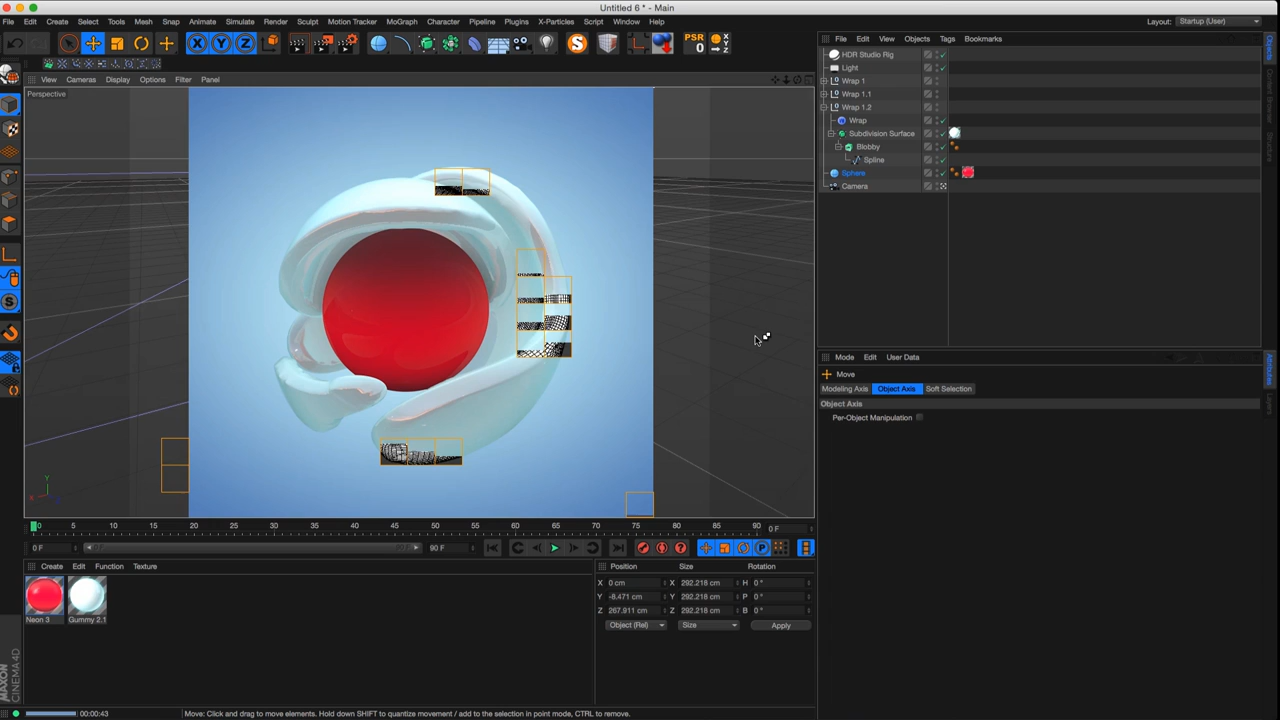 Untitled 6 * - Main
File Edit Create Select Tools Mesh Snap Animate Simulate Render Sculpt Motion Tracker MoGraph Character Pipeline Plugins X-Particles Script Window Help
Layout: Startup (User)
X Y Z
S
PSR
0
File Edit View Objects Tags Bookmarks
View Cameras Display Options Filter Panel
Perspective
HDR Studio Rig
Light
Wrap 1
Wrap 1.1
Wrap 1.2
Wrap
Subdivision Surface
Blobby
Spline
Sphere
Camera
Objects
Content Browser
Structure
Mode Edit User Data
Move
Modeling Axis Object Axis Soft Selection
Object Axis
Per-Object Manipulation
Attributes
Layers
Y
0 5 10 15 20 25 30 35 40 45 50 55 60 65 70 75 80 85 90
0 F
0 F 90 F
P
Create Edit Function Texture
Neon 3 Gummy 2.1
Position Size Rotation
X 0 cm X 292.218 cm H 0 °
Y -8.471 cm Y 292.218 cm P 0 °
Z 267.911 cm Z 292.218 cm B 0 °
Object (Rel) Size Apply
MAXON
CINEMA 4D
00:00:43 Move: Click and drag to move elements. Hold down SHIFT to quantize movement / add to the selection in point mode, CTRL to remove.